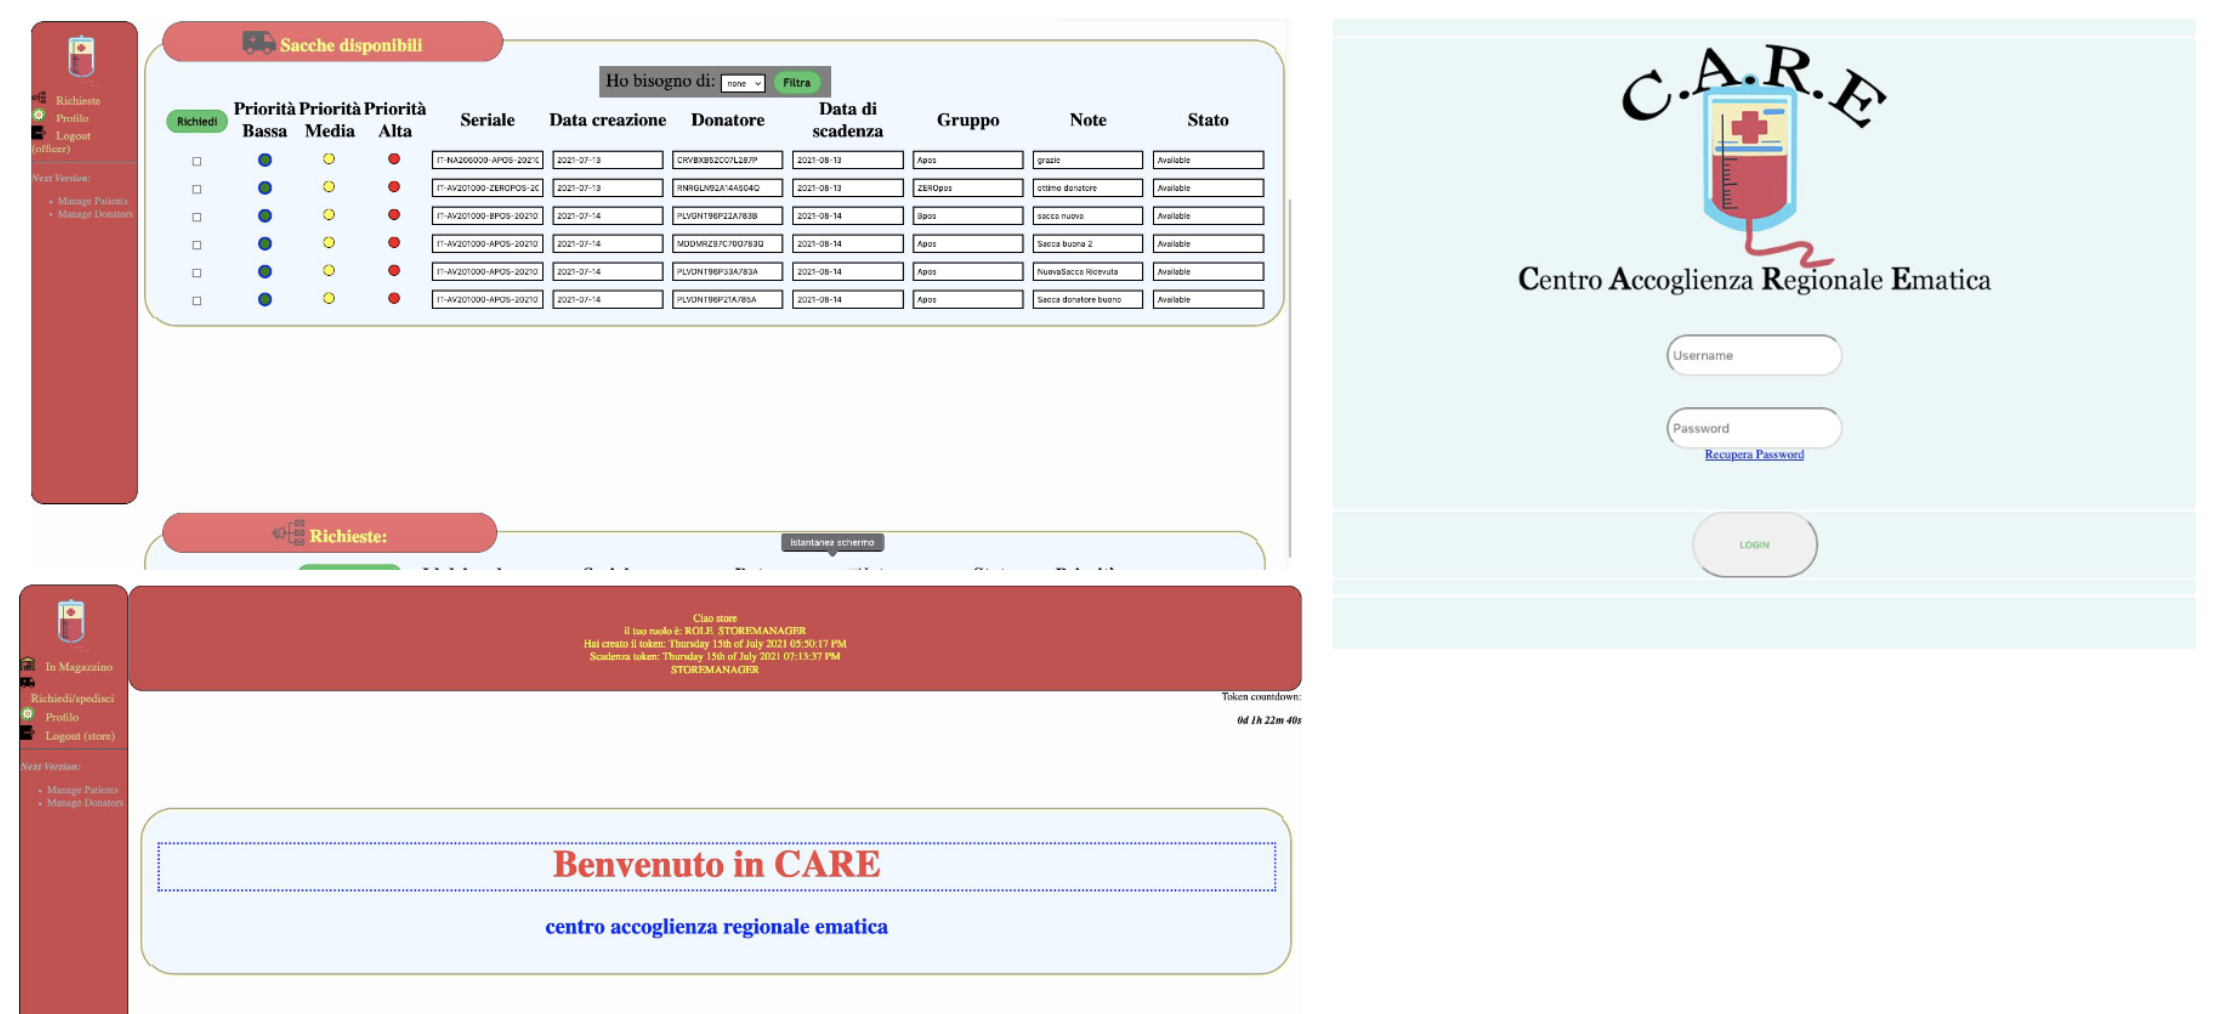 Sacche disponibili
Richieste
Profilo
Logout
(officer)
Next Version:
Manage Patients
Manage Donators
Ho bisogno di: none Filtra
Richiedi Priorità Bassa Priorità Media Priorità Alta Seriale Data creazione Donatore Data di scadenza Gruppo Note Stato
IT-NA206000-APOS-2021 2021-07-13 CRVBXB52C07L287P 2021-08-13 Apos grazie Available
IT-AV201000-ZEROPOS-20 2021-07-13 RNRGLN92A14A604Q 2021-08-13 ZEROpos ottimo donatore Available
IT-AV201000-BPOS-20210 2021-07-14 PLVGNT96P22A783B 2021-08-14 Bpos sacca nuova Available
IT-AV201000-APOS-20210 2021-07-14 MDDMRZ97C70O783Q 2021-08-14 Apos Sacca buona 2 Available
IT-AV201000-APOS-20210 2021-07-14 PLVDNT96P33A783A 2021-08-14 Apos NuovaSacca Ricevuta Available
IT-AV201000-APOS-20210 2021-07-14 PLVDNT96P21A785A 2021-08-14 Apos Sacca donatore buono Available
Richieste:
Istantanea schermo
C.A.R.E
Centro Accoglienza Regionale Ematica
Username
Password
Recupera Password
LOGIN
In Magazzino
Richiedi/spedisci
Profilo
Logout (store)
Next Version:
Manage Patients
Manage Donators
Ciao store
il tuo ruolo è: ROLE_STOREMANAGER
Hai creato il token: Thursday 15th of July 2021 05:50:17 PM
Scadenza token: Thursday 15th of July 2021 07:13:37 PM
STOREMANAGER
Token countdown:
0d 1h 22m 40s
Benvenuto in CARE
centro accoglienza regionale ematica